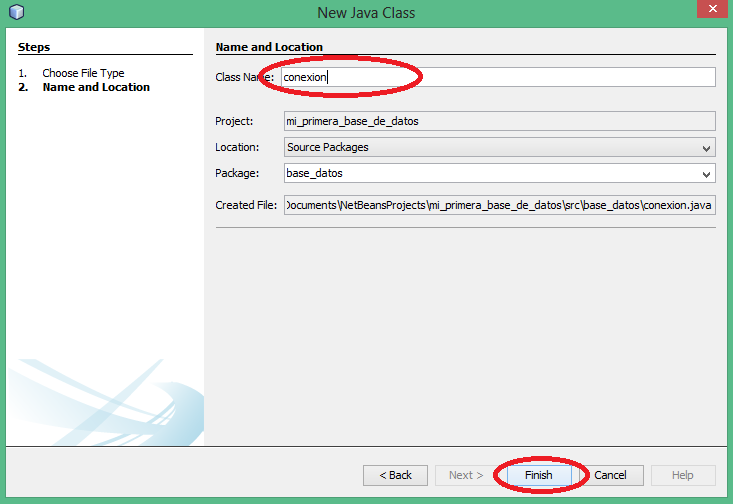 New Java Class
Steps
1. Choose File Type
2. Name and Location
Name and Location
Class Name: conexion
Project: mi_primera_base_de_datos
Location: Source Packages
Package: base_datos
Created File: Documents\NetBeansProjects\mi_primera_base_de_datos\src\base_datos\conexion.java
< Back Next > Finish Cancel Help